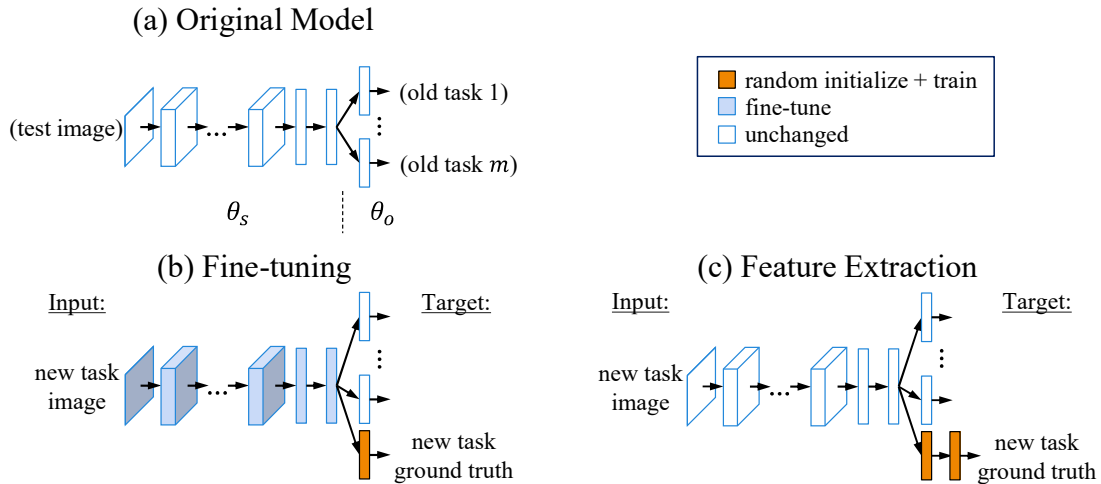 (a) Original Model
(test image)
...
(old task 1)
...
(old task m)
θs
θo
random initialize + train
fine-tune
unchanged
(b) Fine-tuning
Input:
Target:
new task
image
...
...
new task
ground truth
(c) Feature Extraction
Input:
Target:
new task
image
...
...
new task
ground truth